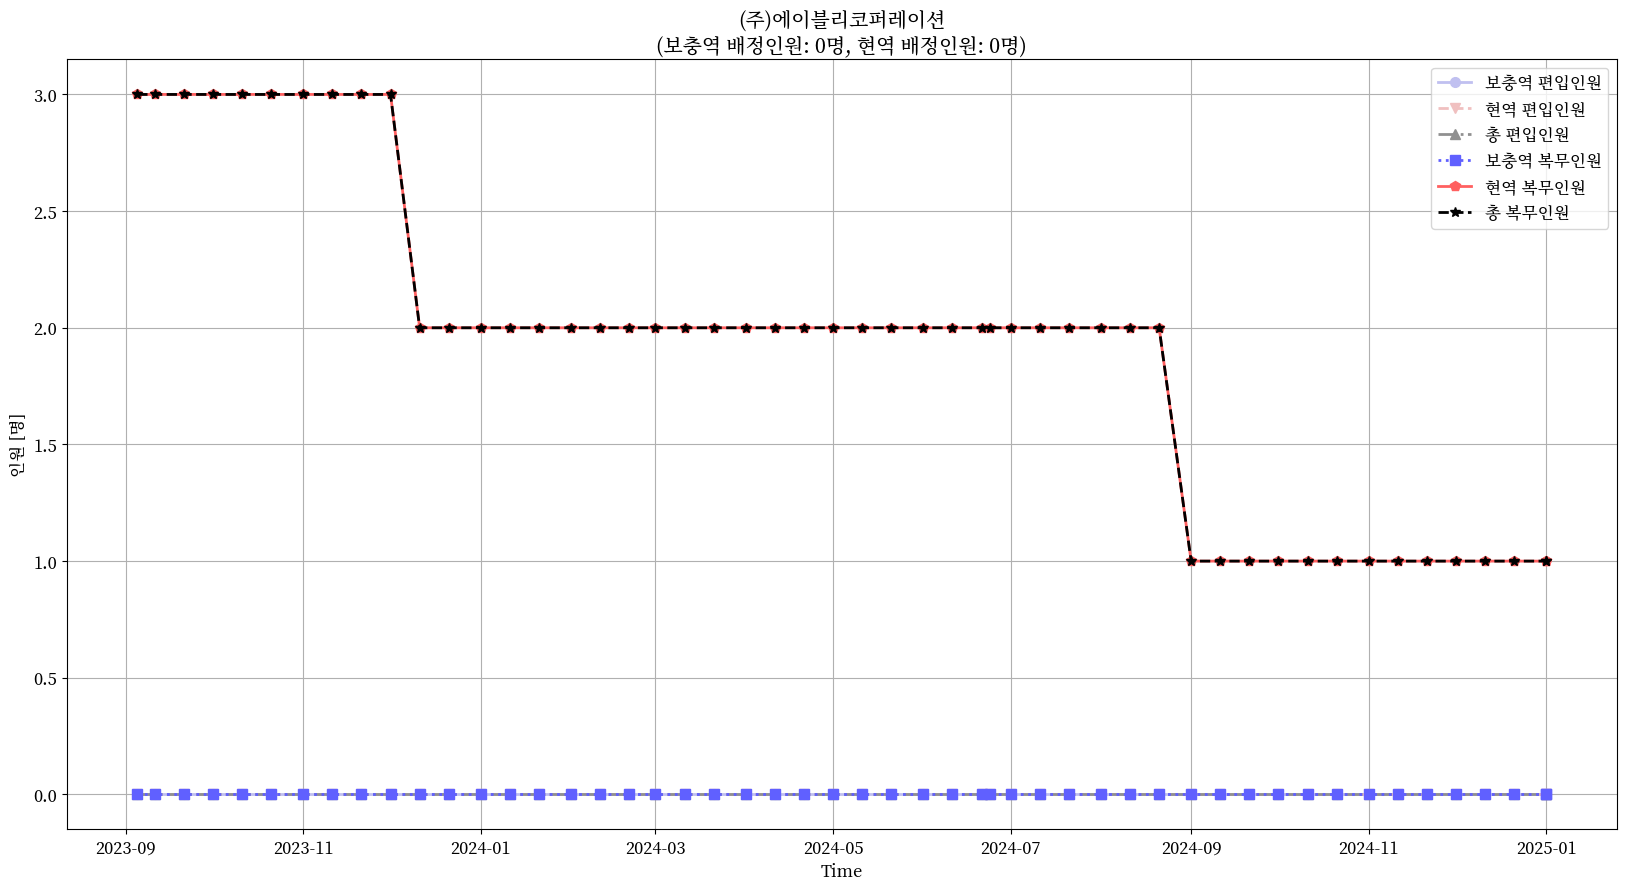 (주)에이블리코퍼레이션
(보충역 배정인원: 0명, 현역 배정인원: 0명)
보충역 편입인원
현역 편입인원
총 편입인원
보충역 복무인원
현역 복무인원
총 복무인원
3.0
2.5
2.0
1.5
1.0
0.5
0.0
인원 [명]
2023-09
2023-11
2024-01
2024-03
2024-05
2024-07
2024-09
2024-11
2025-01
Time